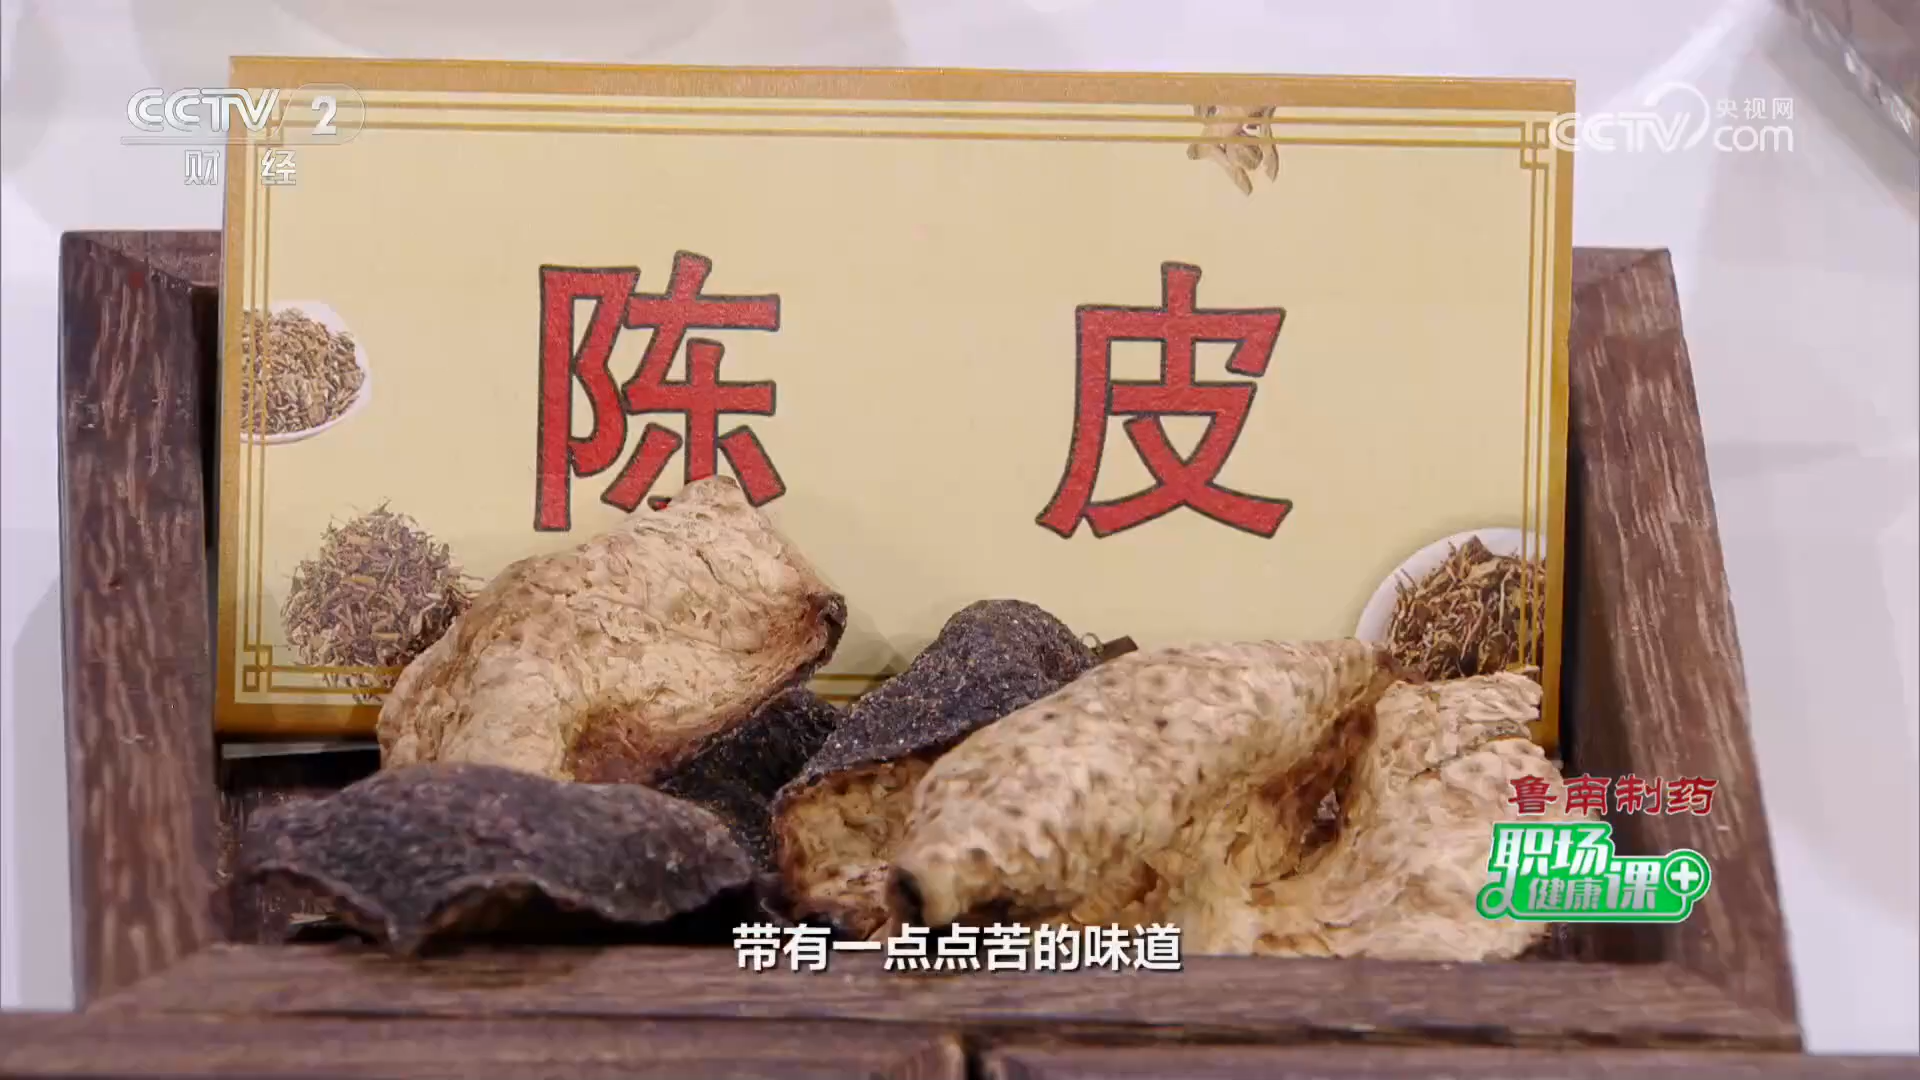 CCTV 2
财 经
央视网
CCTV com
陈 皮
鲁南制药
职场
健康课
带有一点点苦的味道